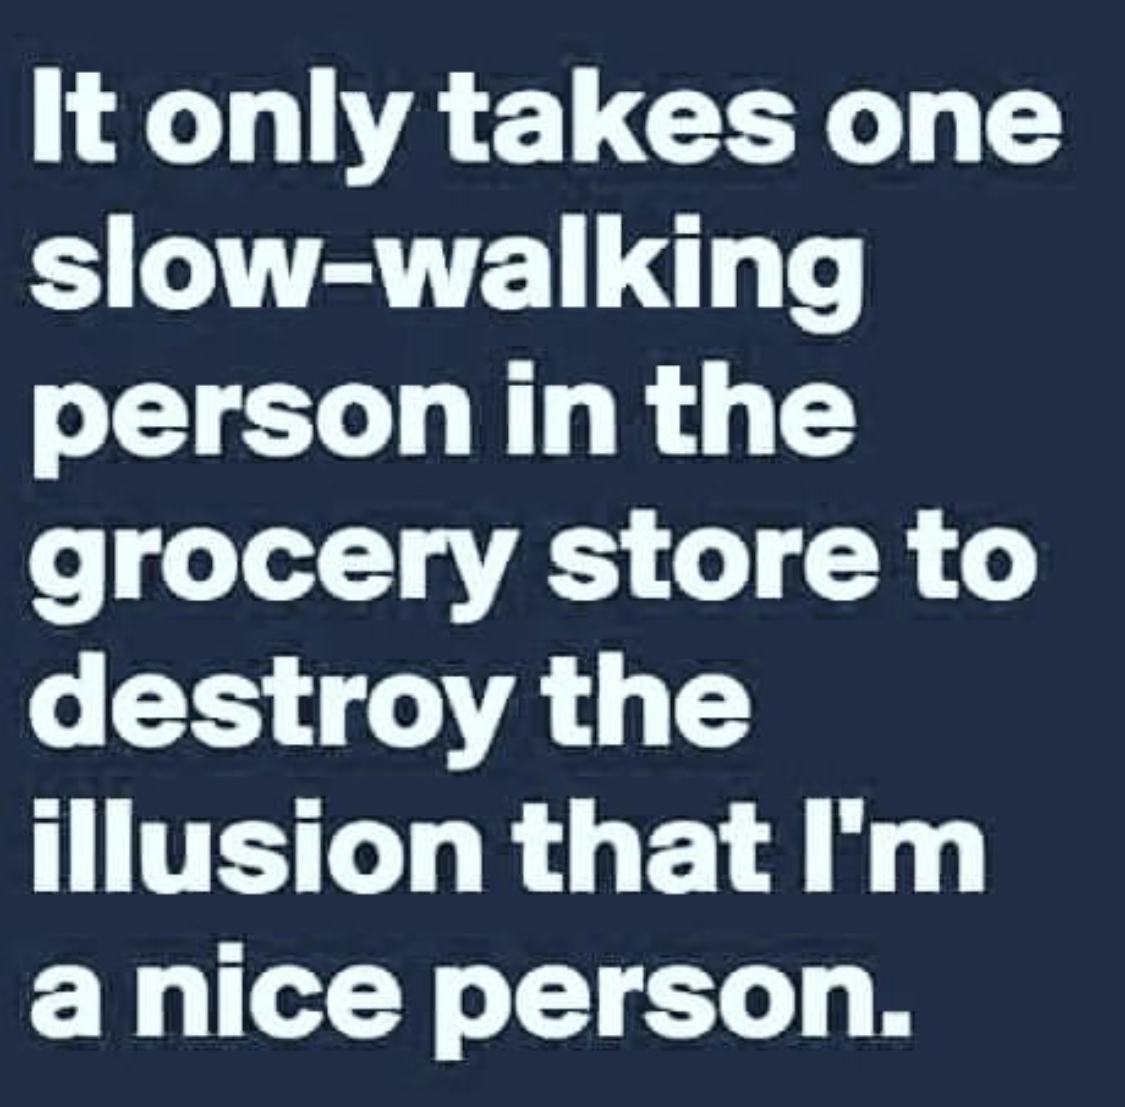 It only takes one
slow-walking
person in the
grocery store to
destroy the
illusion that I'm
a nice person.